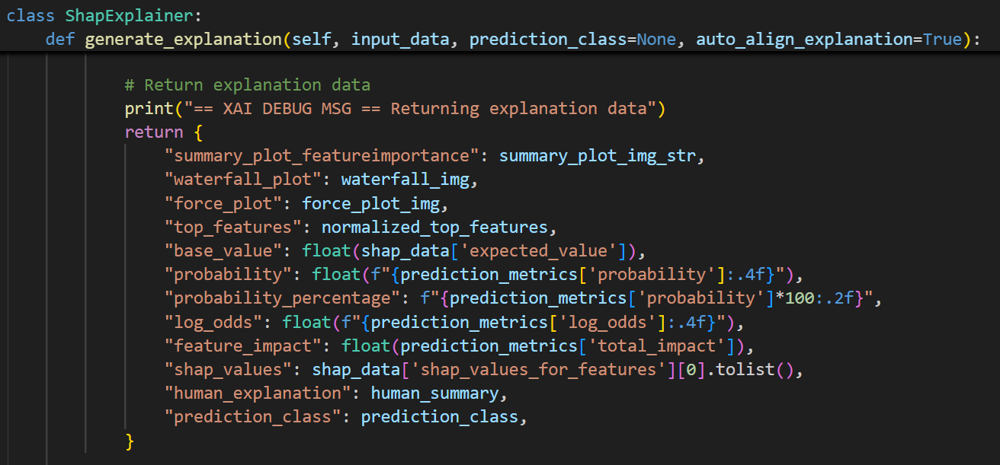 class ShapExplainer:
    def generate_explanation(self, input_data, prediction_class=None, auto_align_explanation=True):
            # Return explanation data
            print("== XAI DEBUG MSG == Returning explanation data")
            return {
                "summary_plot_featureimportance": summary_plot_img_str,
                "waterfall_plot": waterfall_img,
                "force_plot": force_plot_img,
                "top_features": normalized_top_features,
                "base_value": float(shap_data['expected_value']),
                "probability": float(f"{prediction_metrics['probability']:.4f}"),
                "probability_percentage": f"{prediction_metrics['probability']*100:.2f}",
                "log_odds": float(f"{prediction_metrics['log_odds']:.4f}"),
                "feature_impact": float(prediction_metrics['total_impact']),
                "shap_values": shap_data['shap_values_for_features'][0].tolist(),
                "human_explanation": human_summary,
                "prediction_class": prediction_class,
            }